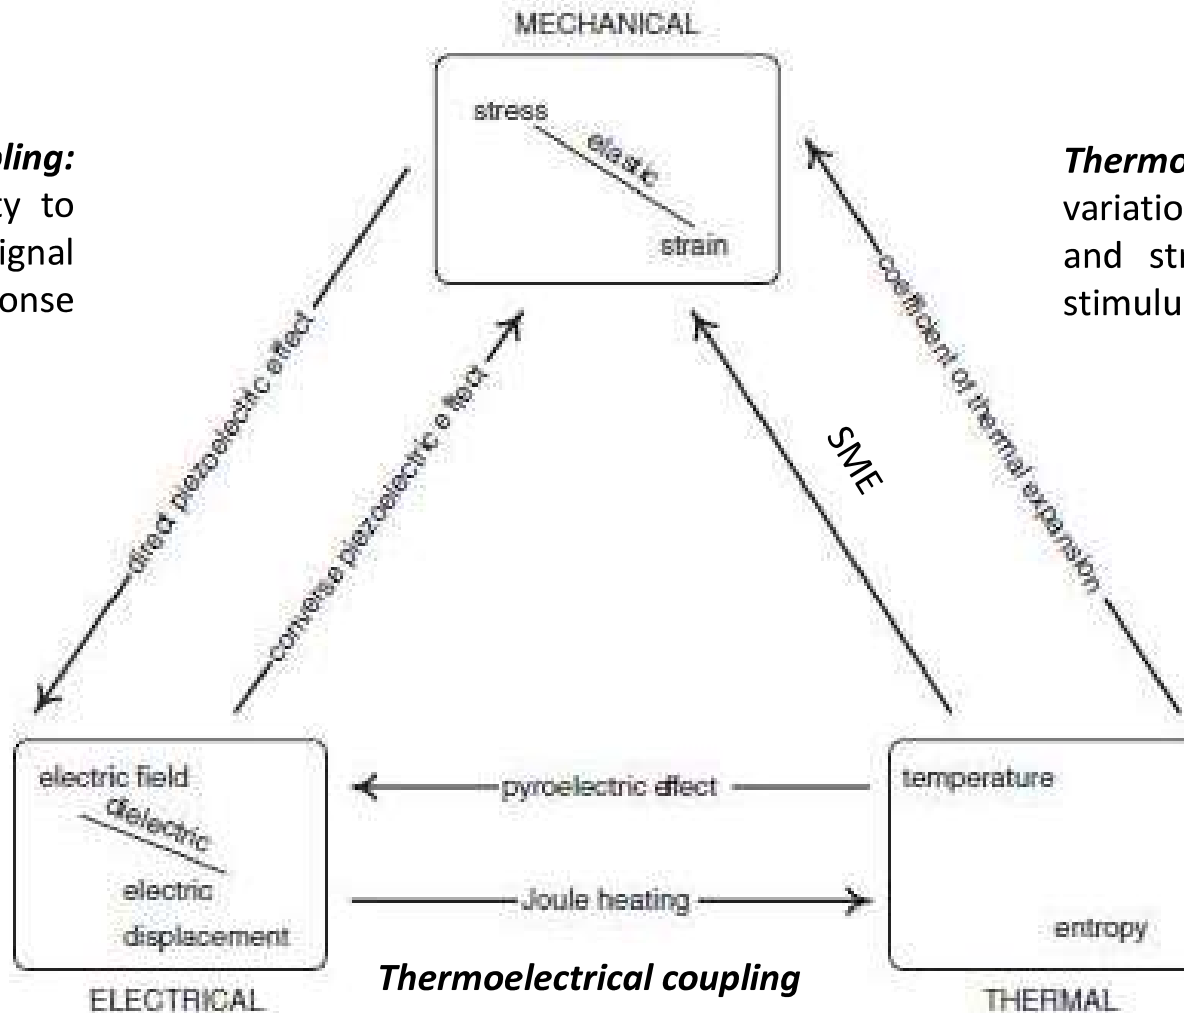 MECHANICAL
stress
elastic
strain
pling:
ty to
ignal
onse
Thermo
variatio
and str
stimulu
direct piezoelectric effect
converse piezoelectric effect
SME
coefficient of thermal expansion
electric field
dielectric
electric
displacement
ELECTRICAL
pyroelectric effect
Joule heating
Thermoelectrical coupling
temperature
entropy
THERMAL